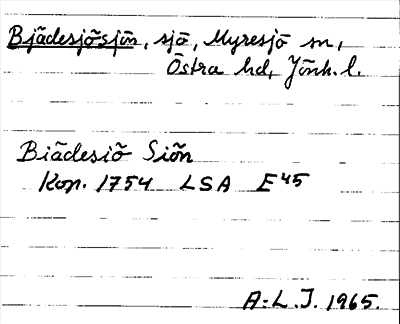 Bjädesjösjön, sjö, Myresjö sn,
Östra hd, Jönk. l.
Biädesiö Siön
Kon. 1754 LSA E45
A.L.J. 1965.